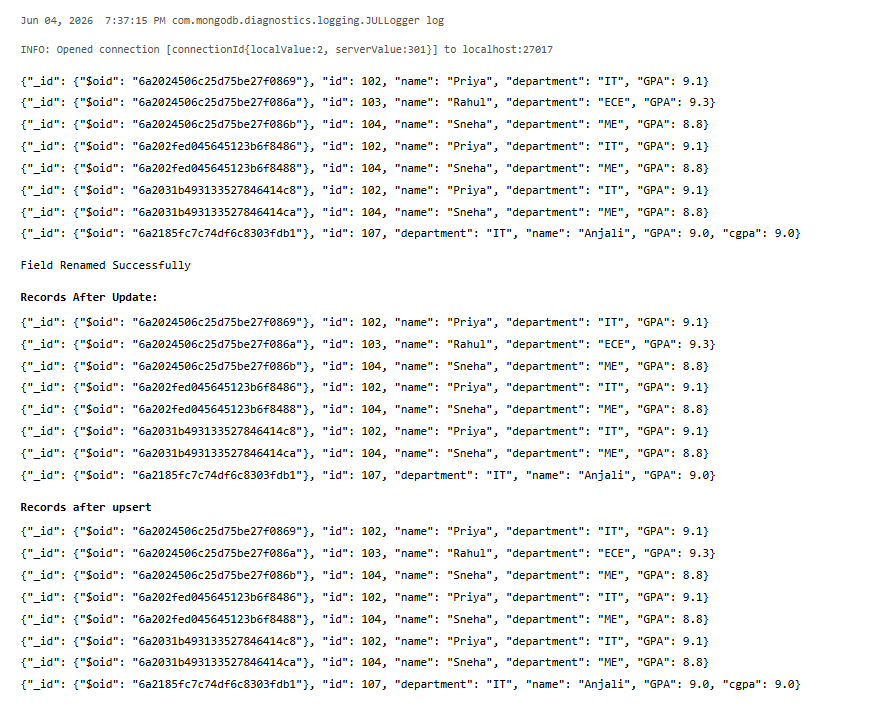 Jun 04, 2026  7:37:15 PM com.mongodb.diagnostics.logging.JULLogger log
INFO: Opened connection [connectionId{localValue:2, serverValue:301}] to localhost:27017
{"_id": {"$oid": "6a2024506c25d75be27f0869"}, "id": 102, "name": "Priya", "department": "IT", "GPA": 9.1}
{"_id": {"$oid": "6a2024506c25d75be27f086a"}, "id": 103, "name": "Rahul", "department": "ECE", "GPA": 9.3}
{"_id": {"$oid": "6a2024506c25d75be27f086b"}, "id": 104, "name": "Sneha", "department": "ME", "GPA": 8.8}
{"_id": {"$oid": "6a202fed045645123b6f8486"}, "id": 102, "name": "Priya", "department": "IT", "GPA": 9.1}
{"_id": {"$oid": "6a202fed045645123b6f8488"}, "id": 104, "name": "Sneha", "department": "ME", "GPA": 8.8}
{"_id": {"$oid": "6a2031b493133527846414c8"}, "id": 102, "name": "Priya", "department": "IT", "GPA": 9.1}
{"_id": {"$oid": "6a2031b493133527846414ca"}, "id": 104, "name": "Sneha", "department": "ME", "GPA": 8.8}
{"_id": {"$oid": "6a2185fc7c74df6c8303fdb1"}, "id": 107, "department": "IT", "name": "Anjali", "GPA": 9.0, "cgpa": 9.0}
Field Renamed Successfully
Records After Update:
{"_id": {"$oid": "6a2024506c25d75be27f0869"}, "id": 102, "name": "Priya", "department": "IT", "GPA": 9.1}
{"_id": {"$oid": "6a2024506c25d75be27f086a"}, "id": 103, "name": "Rahul", "department": "ECE", "GPA": 9.3}
{"_id": {"$oid": "6a2024506c25d75be27f086b"}, "id": 104, "name": "Sneha", "department": "ME", "GPA": 8.8}
{"_id": {"$oid": "6a202fed045645123b6f8486"}, "id": 102, "name": "Priya", "department": "IT", "GPA": 9.1}
{"_id": {"$oid": "6a202fed045645123b6f8488"}, "id": 104, "name": "Sneha", "department": "ME", "GPA": 8.8}
{"_id": {"$oid": "6a2031b493133527846414c8"}, "id": 102, "name": "Priya", "department": "IT", "GPA": 9.1}
{"_id": {"$oid": "6a2031b493133527846414ca"}, "id": 104, "name": "Sneha", "department": "ME", "GPA": 8.8}
{"_id": {"$oid": "6a2185fc7c74df6c8303fdb1"}, "id": 107, "department": "IT", "name": "Anjali", "GPA": 9.0}
Records after upsert
{"_id": {"$oid": "6a2024506c25d75be27f0869"}, "id": 102, "name": "Priya", "department": "IT", "GPA": 9.1}
{"_id": {"$oid": "6a2024506c25d75be27f086a"}, "id": 103, "name": "Rahul", "department": "ECE", "GPA": 9.3}
{"_id": {"$oid": "6a2024506c25d75be27f086b"}, "id": 104, "name": "Sneha", "department": "ME", "GPA": 8.8}
{"_id": {"$oid": "6a202fed045645123b6f8486"}, "id": 102, "name": "Priya", "department": "IT", "GPA": 9.1}
{"_id": {"$oid": "6a202fed045645123b6f8488"}, "id": 104, "name": "Sneha", "department": "ME", "GPA": 8.8}
{"_id": {"$oid": "6a2031b493133527846414c8"}, "id": 102, "name": "Priya", "department": "IT", "GPA": 9.1}
{"_id": {"$oid": "6a2031b493133527846414ca"}, "id": 104, "name": "Sneha", "department": "ME", "GPA": 8.8}
{"_id": {"$oid": "6a2185fc7c74df6c8303fdb1"}, "id": 107, "department": "IT", "name": "Anjali", "GPA": 9.0, "cgpa": 9.0}